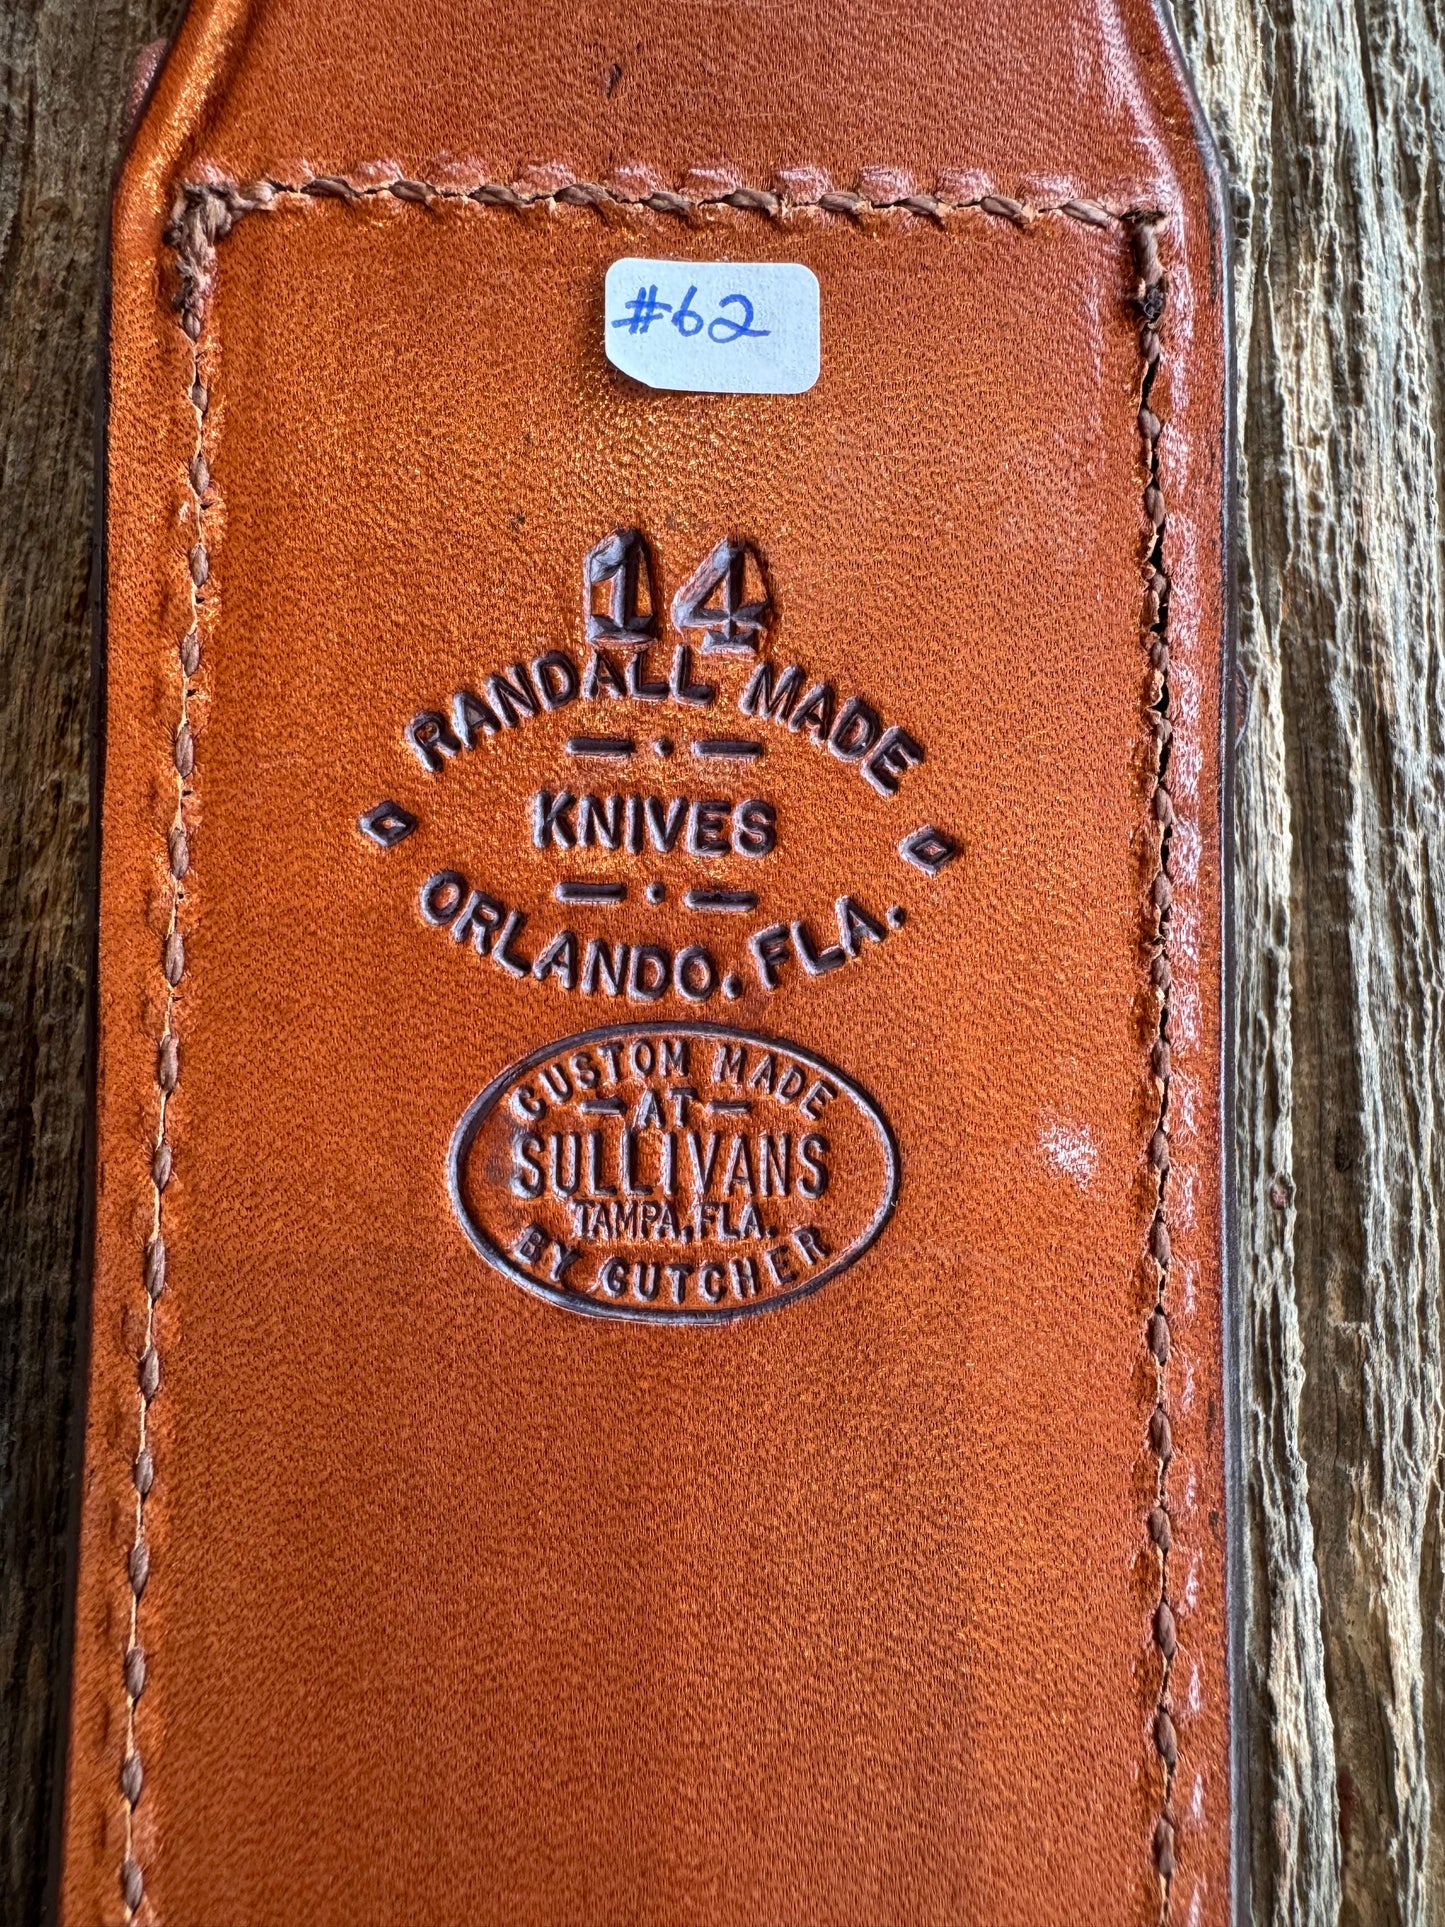 #62
14
RANDALL MADE
KNIVES
ORLANDO, FLA.
CUSTOM MADE
AT
SULLIVANS
TAMPA, FLA.
BY GUTCHER